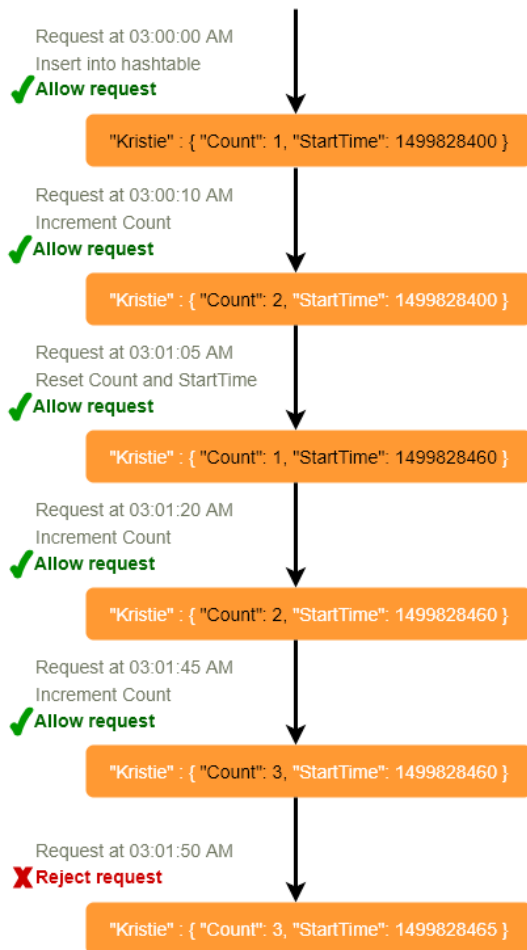 Request at 03:00:00 AM
Insert into hashtable
Allow request
"Kristie" : { "Count": 1, "StartTime": 1499828400 }
Request at 03:00:10 AM
Increment Count
Allow request
"Kristie" : { "Count": 2, "StartTime": 1499828400 }
Request at 03:01:05 AM
Reset Count and StartTime
Allow request
"Kristie" : { "Count": 1, "StartTime": 1499828460 }
Request at 03:01:20 AM
Increment Count
Allow request
"Kristie" : { "Count": 2, "StartTime": 1499828460 }
Request at 03:01:45 AM
Increment Count
Allow request
"Kristie" : { "Count": 3, "StartTime": 1499828460 }
Request at 03:01:50 AM
Reject request
"Kristie" : { "Count": 3, "StartTime": 1499828465 }